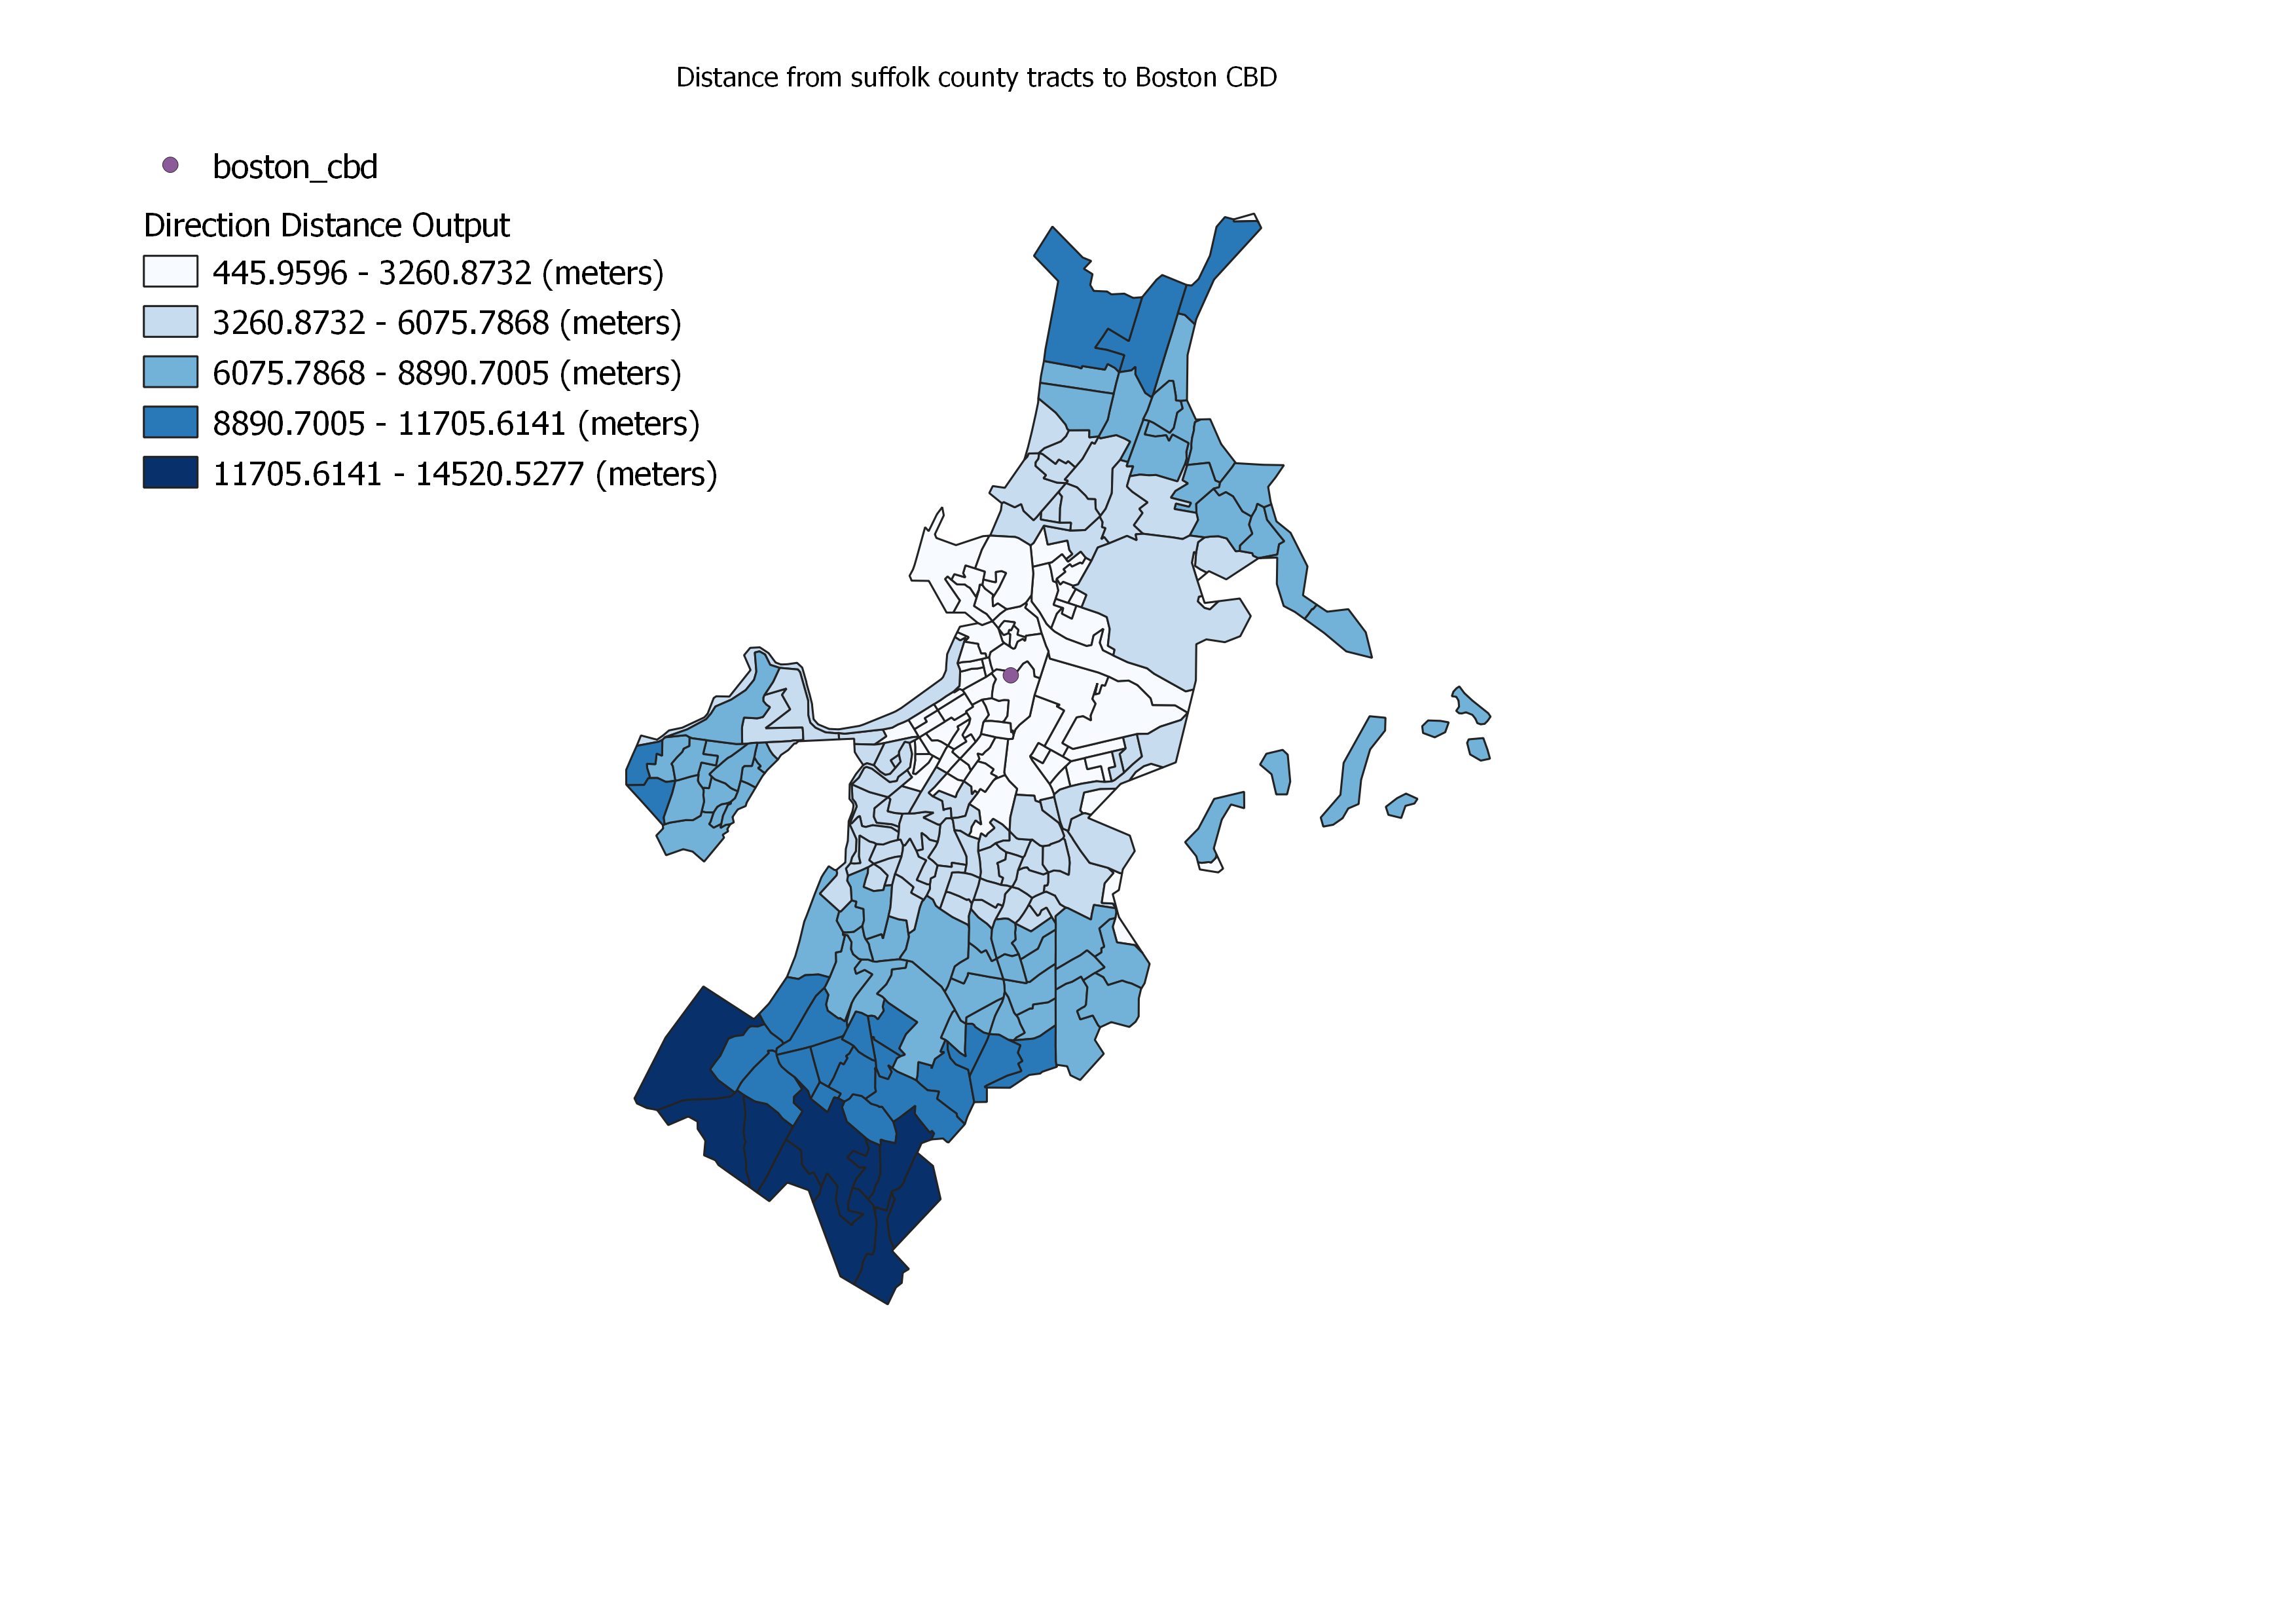 Distance from suffolk county tracts to Boston CBD
boston_cbd
Direction Distance Output
445.9596 - 3260.8732 (meters)
3260.8732 - 6075.7868 (meters)
6075.7868 - 8890.7005 (meters)
8890.7005 - 11705.6141 (meters)
11705.6141 - 14520.5277 (meters)